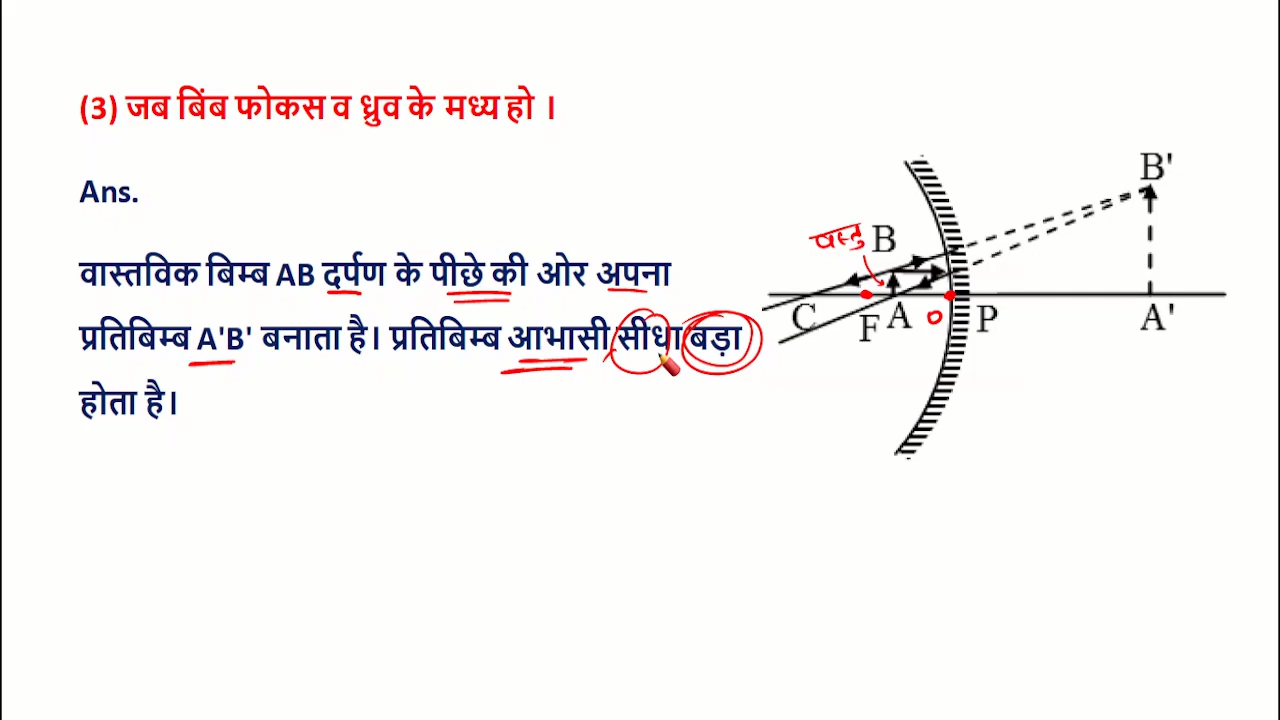 (3) जब बिंब फोकस व ध्रुव के मध्य हो ।
Ans.
वास्तविक बिम्ब AB दर्पण के पीछे की ओर अपना
प्रतिबिम्ब A'B' बनाता है। प्रतिबिम्ब आभासी सीधा बड़ा
होता है।
B'
वस्तु B
C F A O P A'